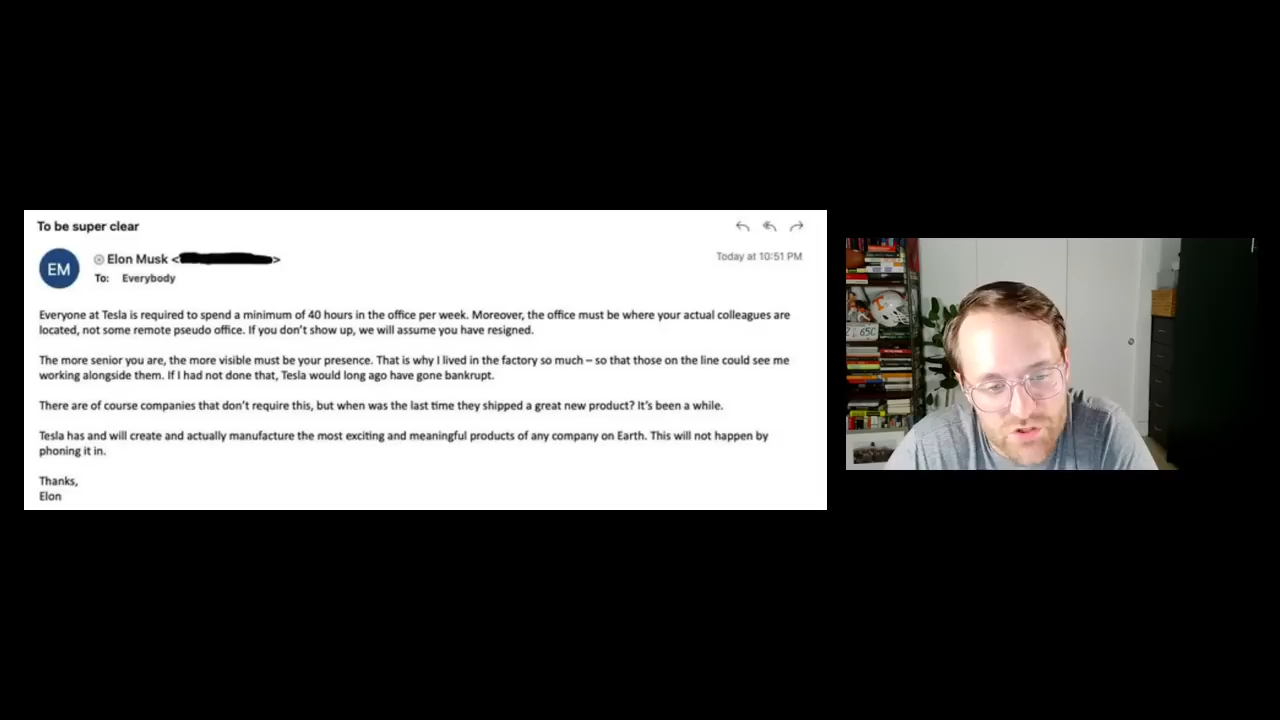 To be super clear
EM
Elon Musk < >
Today at 10:51 PM
To: Everybody
Everyone at Tesla is required to spend a minimum of 40 hours in the office per week. Moreover, the office must be where your actual colleagues are
located, not some remote pseudo office. If you don't show up, we will assume you have resigned.
The more senior you are, the more visible must be your presence. That is why I lived in the factory so much – so that those on the line could see me
working alongside them. If I had not done that, Tesla would long ago have gone bankrupt.
There are of course companies that don't require this, but when was the last time they shipped a great new product? It's been a while.
Tesla has and will create and actually manufacture the most exciting and meaningful products of any company on Earth. This will not happen by
phoning it in.
Thanks,
Elon